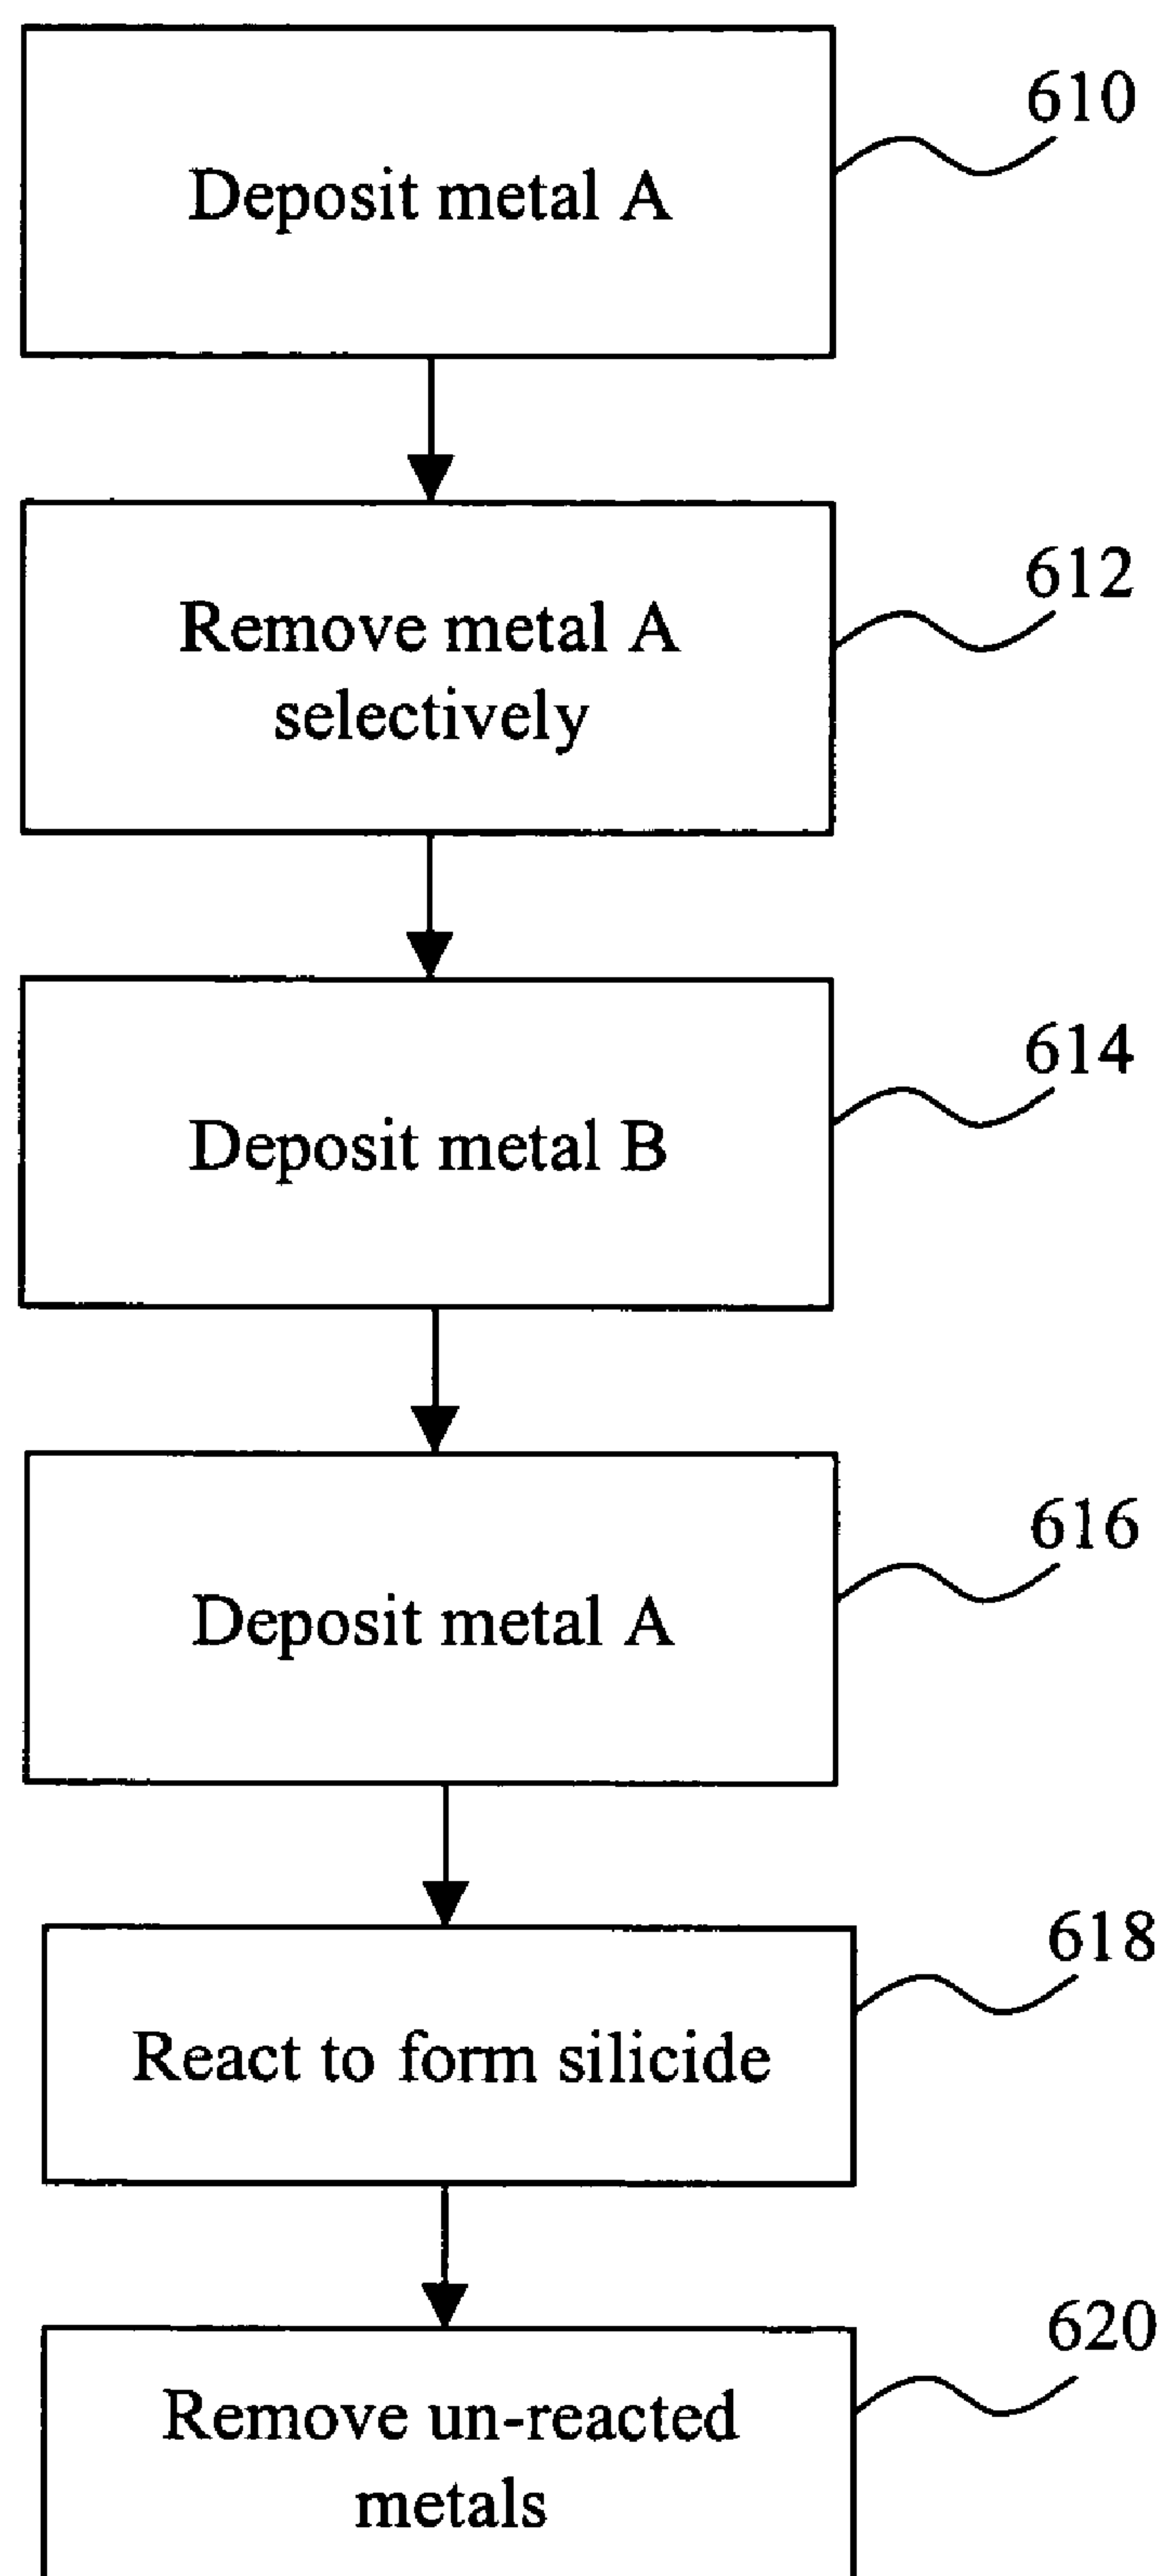 610
Deposit metal A
612
Remove metal A
selectively
614
Deposit metal B
616
Deposit metal A
618
React to form silicide
620
Remove un-reacted
metals